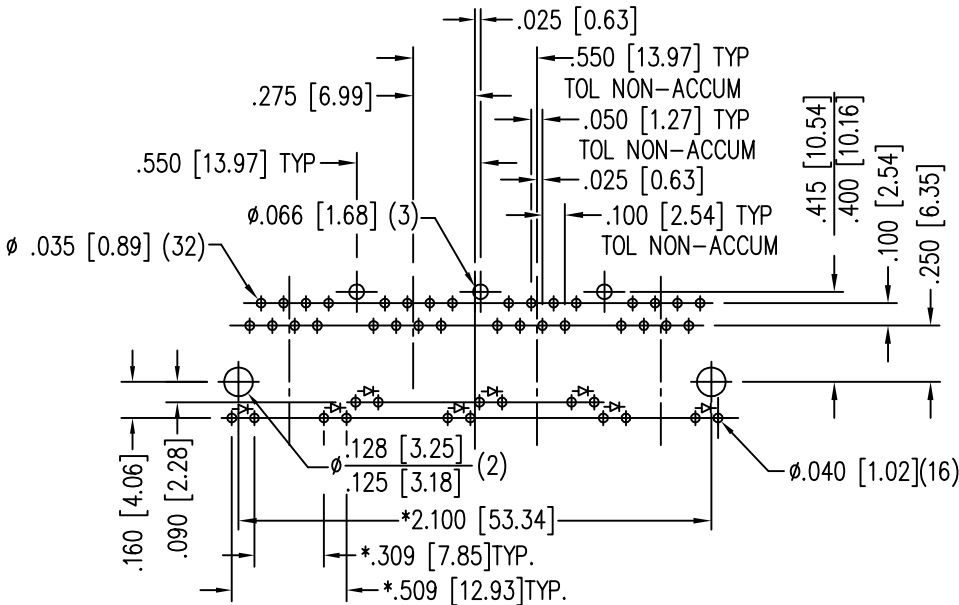 .025 [0.63]
.550 [13.97] TYP
TOL NON-ACCUM
.275 [6.99]
.050 [1.27] TYP
TOL NON-ACCUM
.550 [13.97] TYP
.025 [0.63]
ø.066 [1.68] (3)
.100 [2.54] TYP
TOL NON-ACCUM
ø .035 [0.89] (32)
.415 [10.54]
.400 [10.16]
.100 [2.54]
.250 [6.35]
.160 [4.06]
.090 [2.28]
ø .128 [3.25] (2)
.125 [3.18]
ø.040 [1.02](16)
*2.100 [53.34]
*.309 [7.85]TYP.
*.509 [12.93]TYP.